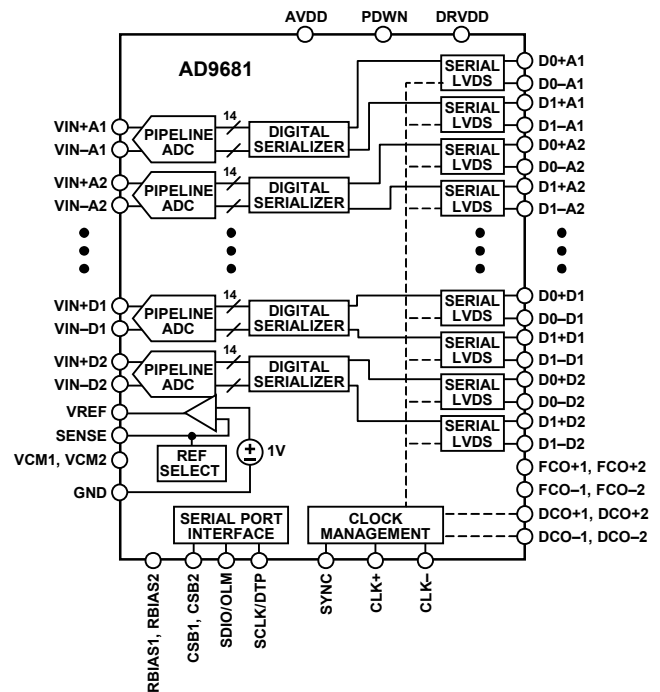 AVDD PDWN DRVDD
AD9681
SERIAL
LVDS
D0+A1
D0–A1
SERIAL
LVDS
D1+A1
D1–A1
VIN+A1
VIN–A1
PIPELINE
ADC
14
DIGITAL
SERIALIZER
SERIAL
LVDS
D0+A2
D0–A2
VIN+A2
VIN–A2
PIPELINE
ADC
14
DIGITAL
SERIALIZER
SERIAL
LVDS
D1+A2
D1–A2
VIN+D1
VIN–D1
PIPELINE
ADC
14
DIGITAL
SERIALIZER
SERIAL
LVDS
D0+D1
D0–D1
SERIAL
LVDS
D1+D1
D1–D1
VIN+D2
VIN–D2
PIPELINE
ADC
14
DIGITAL
SERIALIZER
SERIAL
LVDS
D0+D2
D0–D2
SERIAL
LVDS
D1+D2
D1–D2
VREF
SENSE
VCM1, VCM2
GND
REF
SELECT
+
–
1V
FCO+1, FCO+2
FCO–1, FCO–2
DCO+1, DCO+2
DCO–1, DCO–2
SERIAL PORT
INTERFACE
CLOCK
MANAGEMENT
RBIAS1, RBIAS2
CSB1, CSB2
SDIO/OLM
SCLK/DTP
SYNC
CLK+
CLK–